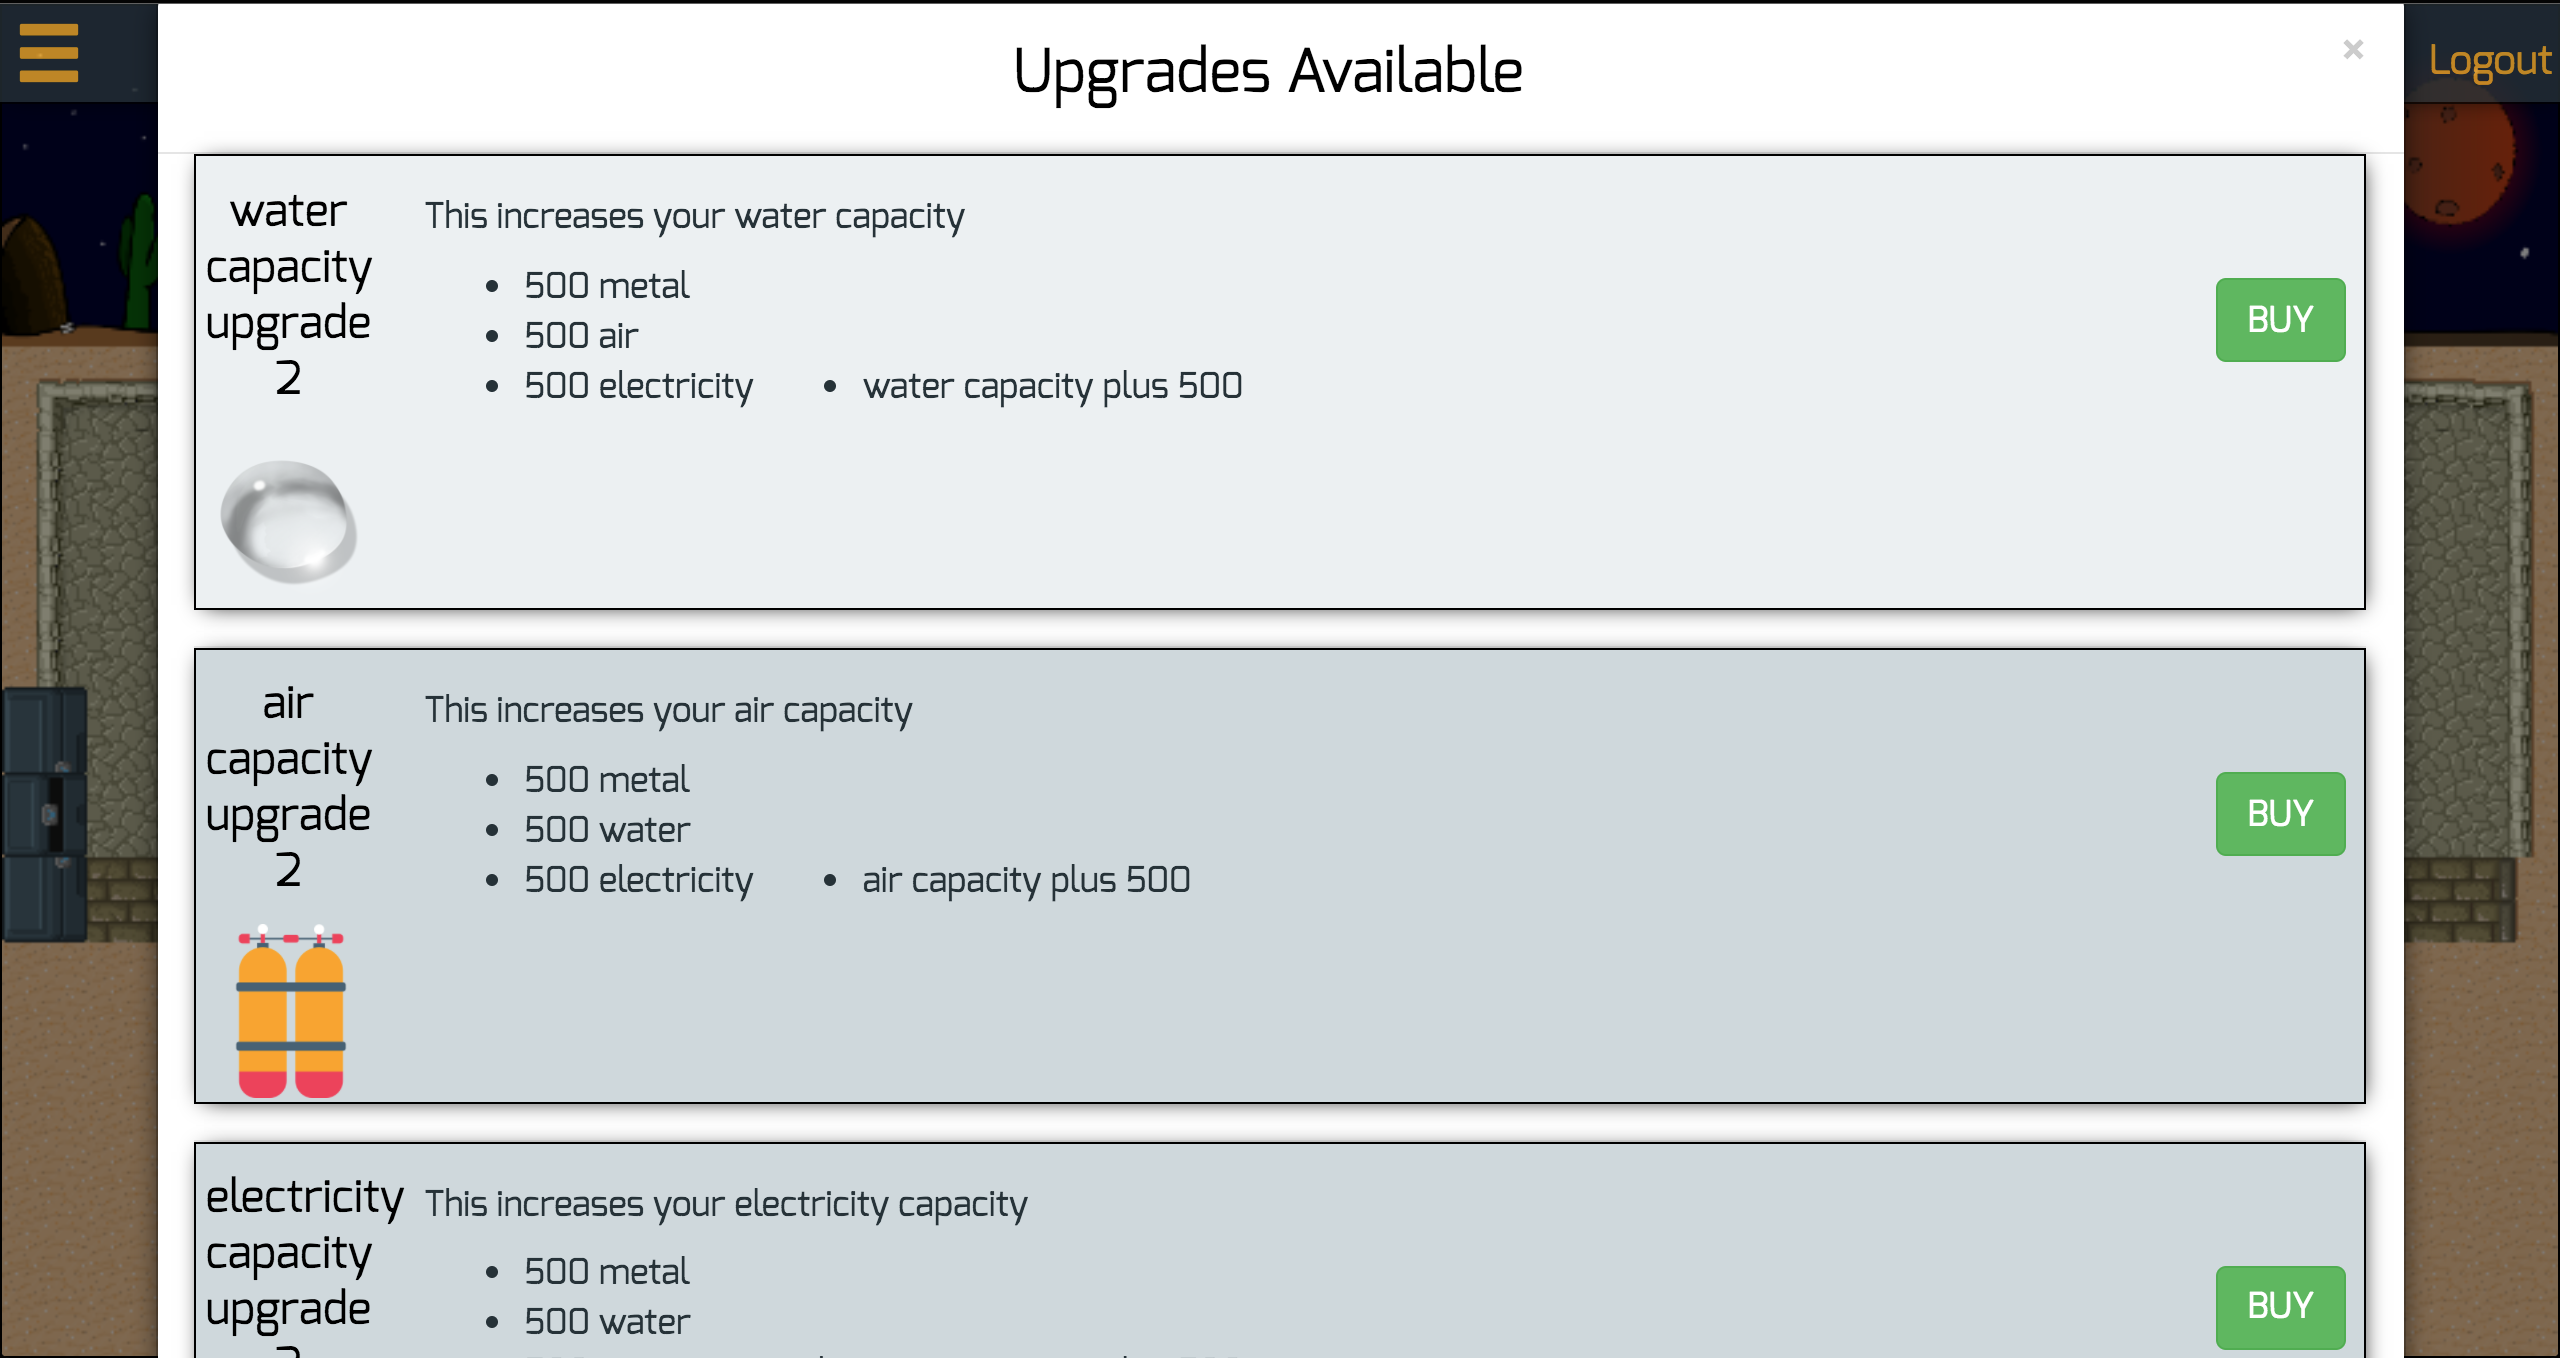 Upgrades Available
×
Logout
water
capacity
upgrade
2
This increases your water capacity
• 500 metal
• 500 air
• 500 electricity
• water capacity plus 500
BUY
air
capacity
upgrade
2
This increases your air capacity
• 500 metal
• 500 water
• 500 electricity
• air capacity plus 500
BUY
electricity
capacity
upgrade
This increases your electricity capacity
• 500 metal
• 500 water
BUY